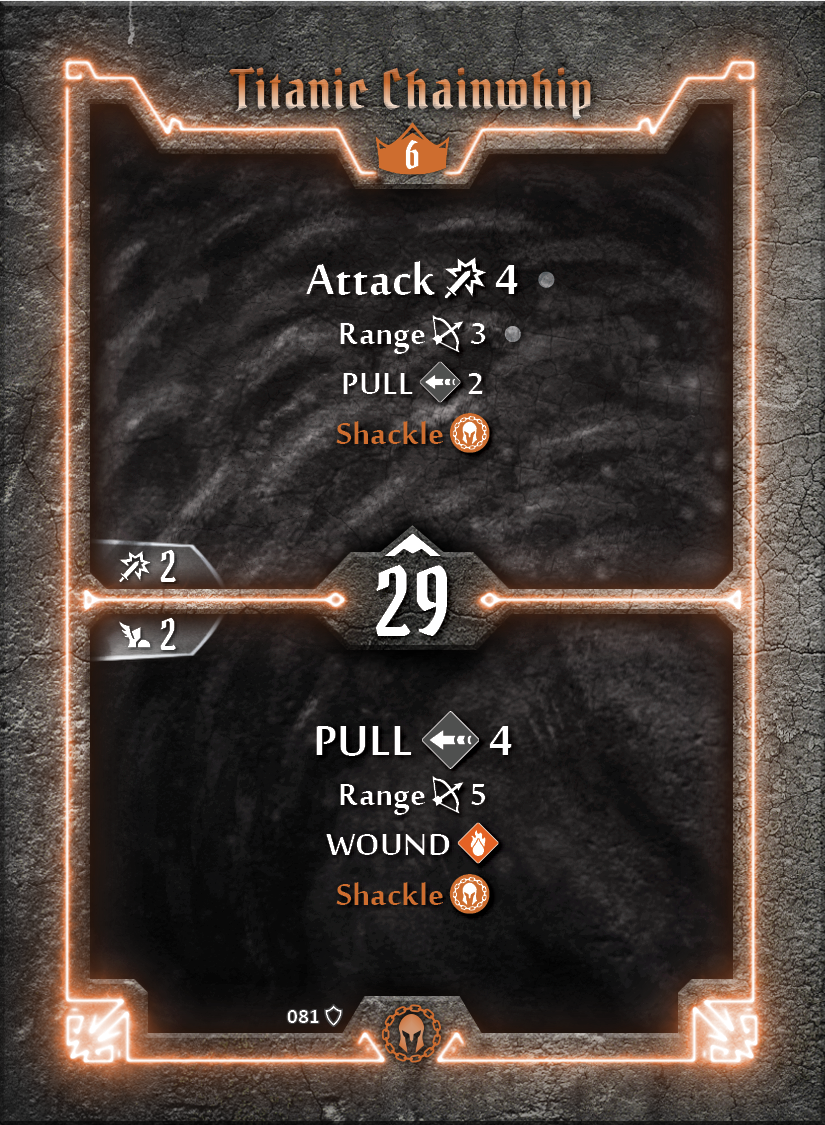 Titanic Chainwhip
6
Attack 4
Range 3
PULL 2
Shackle
2
29
2
PULL 4
Range 5
WOUND
Shackle
081